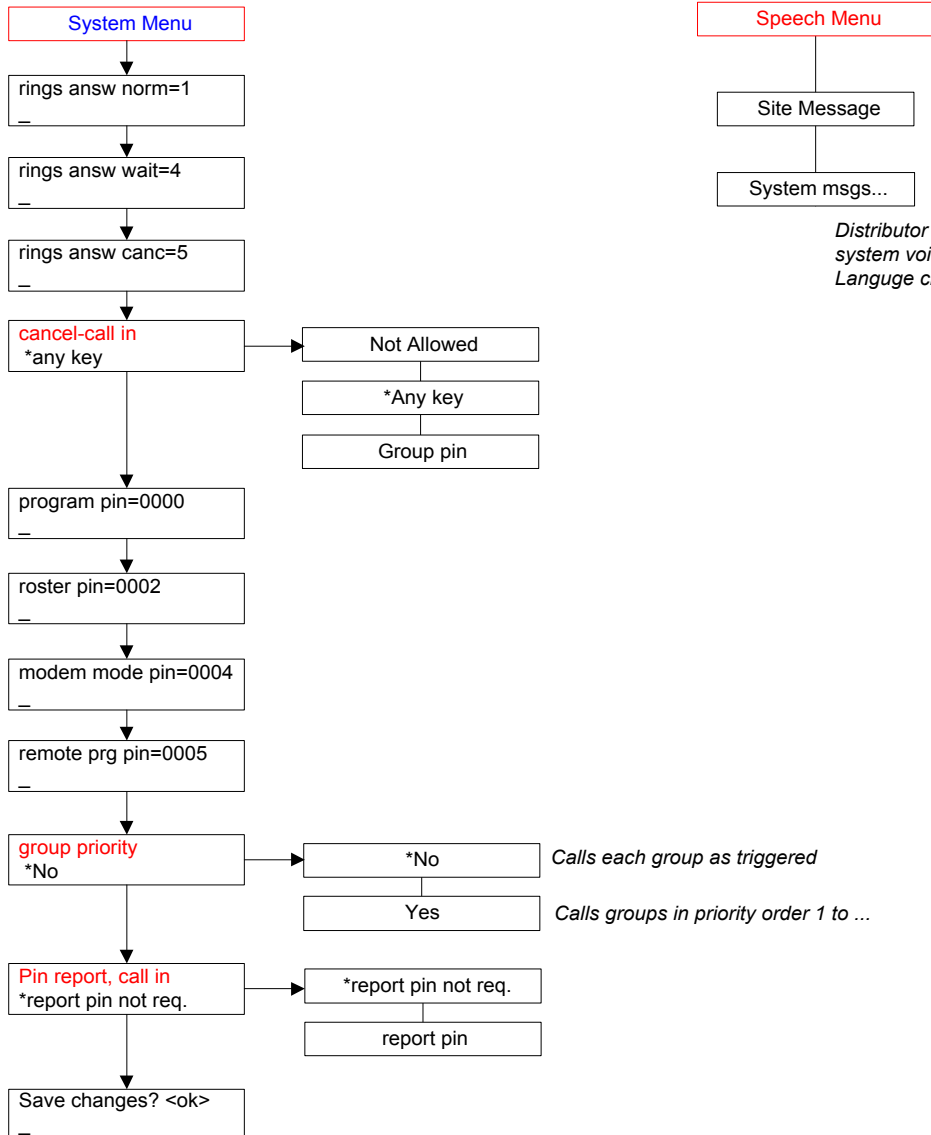 System Menu
rings answ norm=1
_
rings answ wait=4
_
rings answ canc=5
_
cancel-call in
*any key
Not Allowed
*Any key
Group pin
program pin=0000
_
roster pin=0002
_
modem mode pin=0004
_
remote prg pin=0005
_
group priority
*No
*No
Calls each group as triggered
Yes
Calls groups in priority order 1 to ...
Pin report, call in
*report pin not req.
*report pin not req.
report pin
Save changes? <ok>
_
Speech Menu
Site Message
System msgs...
Distributor
system
Languge